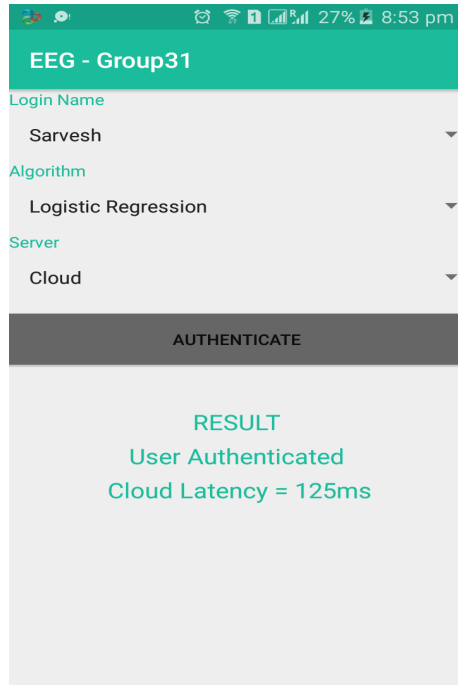 1 R 27% 8:53 pm
EEG - Group31
Login Name
Sarvesh
Algorithm
Logistic Regression
Server
Cloud
AUTHENTICATE
RESULT
User Authenticated
Cloud Latency = 125ms